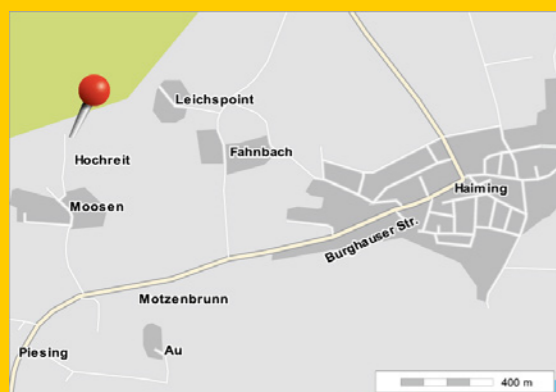 Leichspoint
Hochreit
Fahnbach
Moosen
Haiming
Burghauser Str.
Motzenbrunn
Piesing
Au
400 m